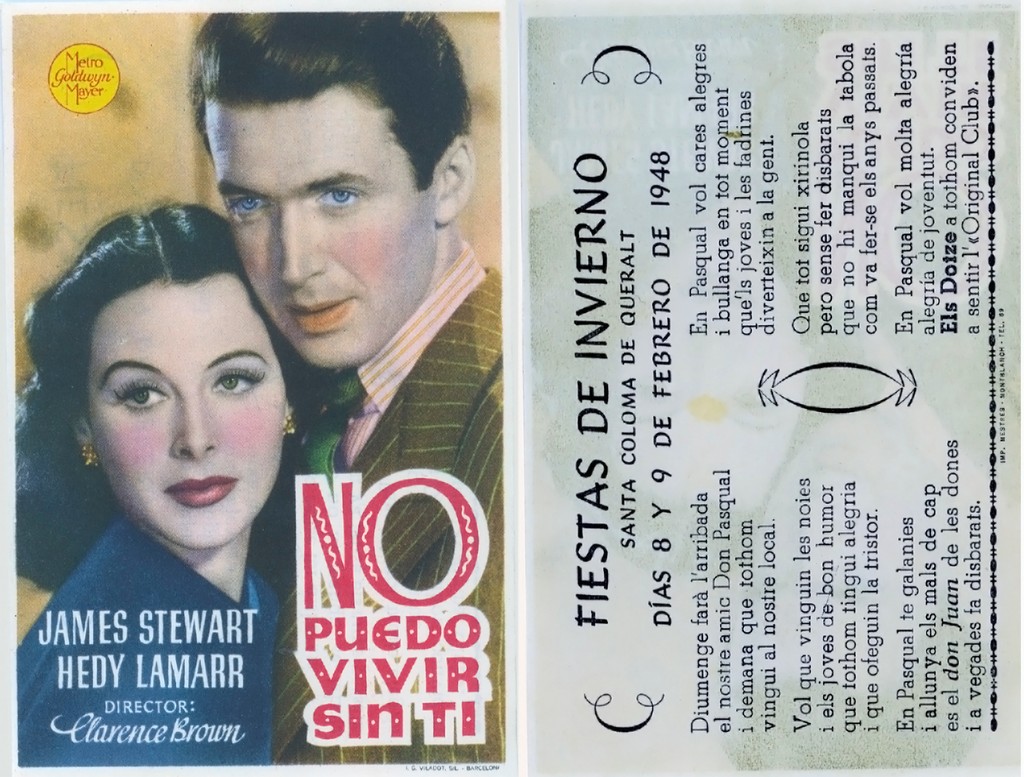 Metro
Goldwyn-
Mayer
JAMES STEWART
HEDY LAMARR
DIRECTOR:
Clarence Brown
NO
PUEDO
VIVIR
SIN TI
I. G. VILADOT, S.L. - BARCELONA
FIESTAS DE INVIERNO
SANTA COLOMA DE QUERALT
DÍAS 8 Y 9 DE FEBRERO DE 1948
Diumenge farà l'arribada
el nostre amic Don Pasqual
i demana que tothom
vingui al nostre local.
Vol que vinguin les noies
i els joves de bon humor
que tothom tingui alegria
i que ofeguin la tristor.
En Pasqual te galanies
i allunya els mals de cap
es el don Juan de les dones
i a vegades fa disbarats.
En Pasqual vol cares alegres
i bullanga en tot moment
que'ls joves i les fadrines
diverteixin a la gent.
Que tot sigui xirinola
pero sense fer disbarats
que no hi manqui la tabola
com va fer-se els anys passats.
En Pasqual vol molta alegria
alegria de joventut.
Els Dotze a tothom conviden
a sentir l'«Original Club».
IMP. MESTRES - MONTBLANCH - TEL. 89